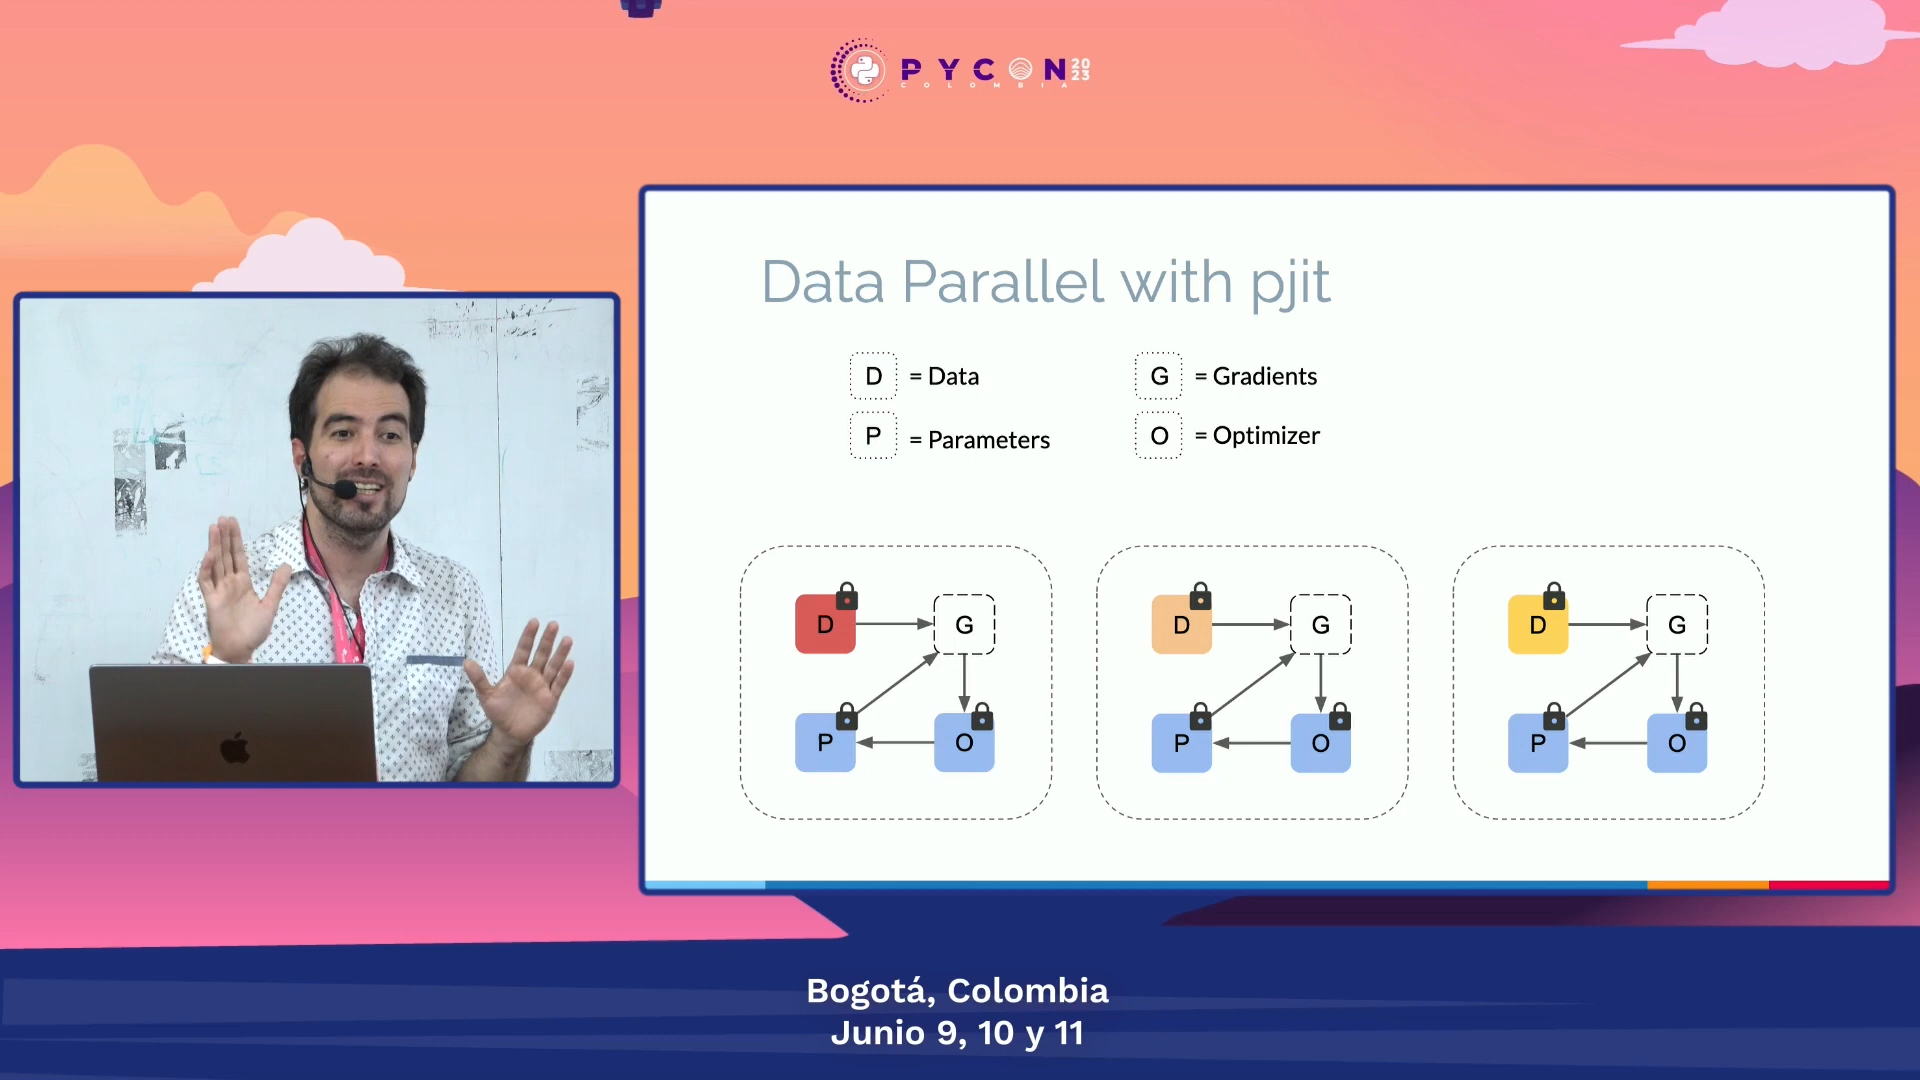 PYCON 2023
COLOMBIA
Data Parallel with pjit
D = Data
G = Gradients
P = Parameters
O = Optimizer
D G
P O
D G
P O
D G
P O
Bogotá, Colombia
Junio 9, 10 y 11